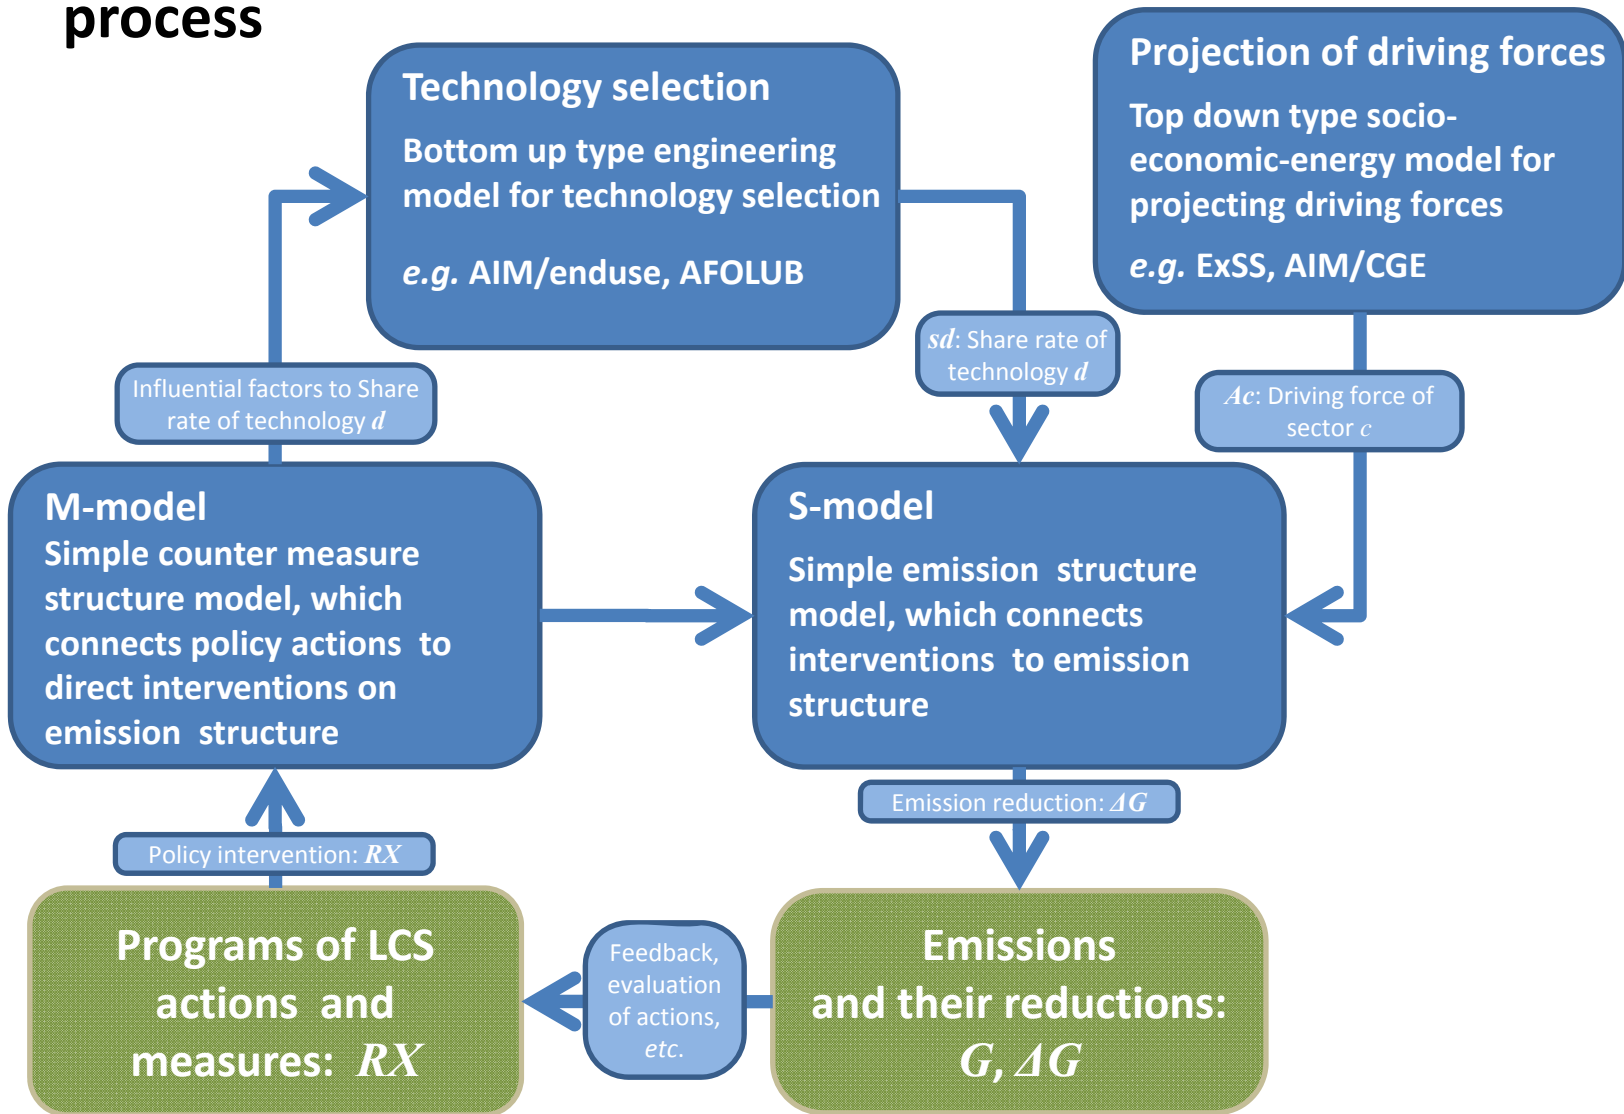 process
Technology selection
Bottom up type engineering
model for technology selection
e.g. AIM/enduse, AFOLUB
Projection of driving forces
Top down type socio-
economic-energy model for
projecting driving forces
e.g. ExSS, AIM/CGE
Influential factors to Share
rate of technology d
sd: Share rate of
technology d
Ac: Driving force of
sector c
M-model
Simple counter measure
structure model, which
connects policy actions to
direct interventions on
emission structure
S-model
Simple emission structure
model, which connects
interventions to emission
structure
Policy intervention: RX
Emission reduction: ΔG
Programs of LCS
actions and
measures: RX
Feedback,
evaluation
of actions,
etc.
Emissions
and their reductions:
G, ΔG